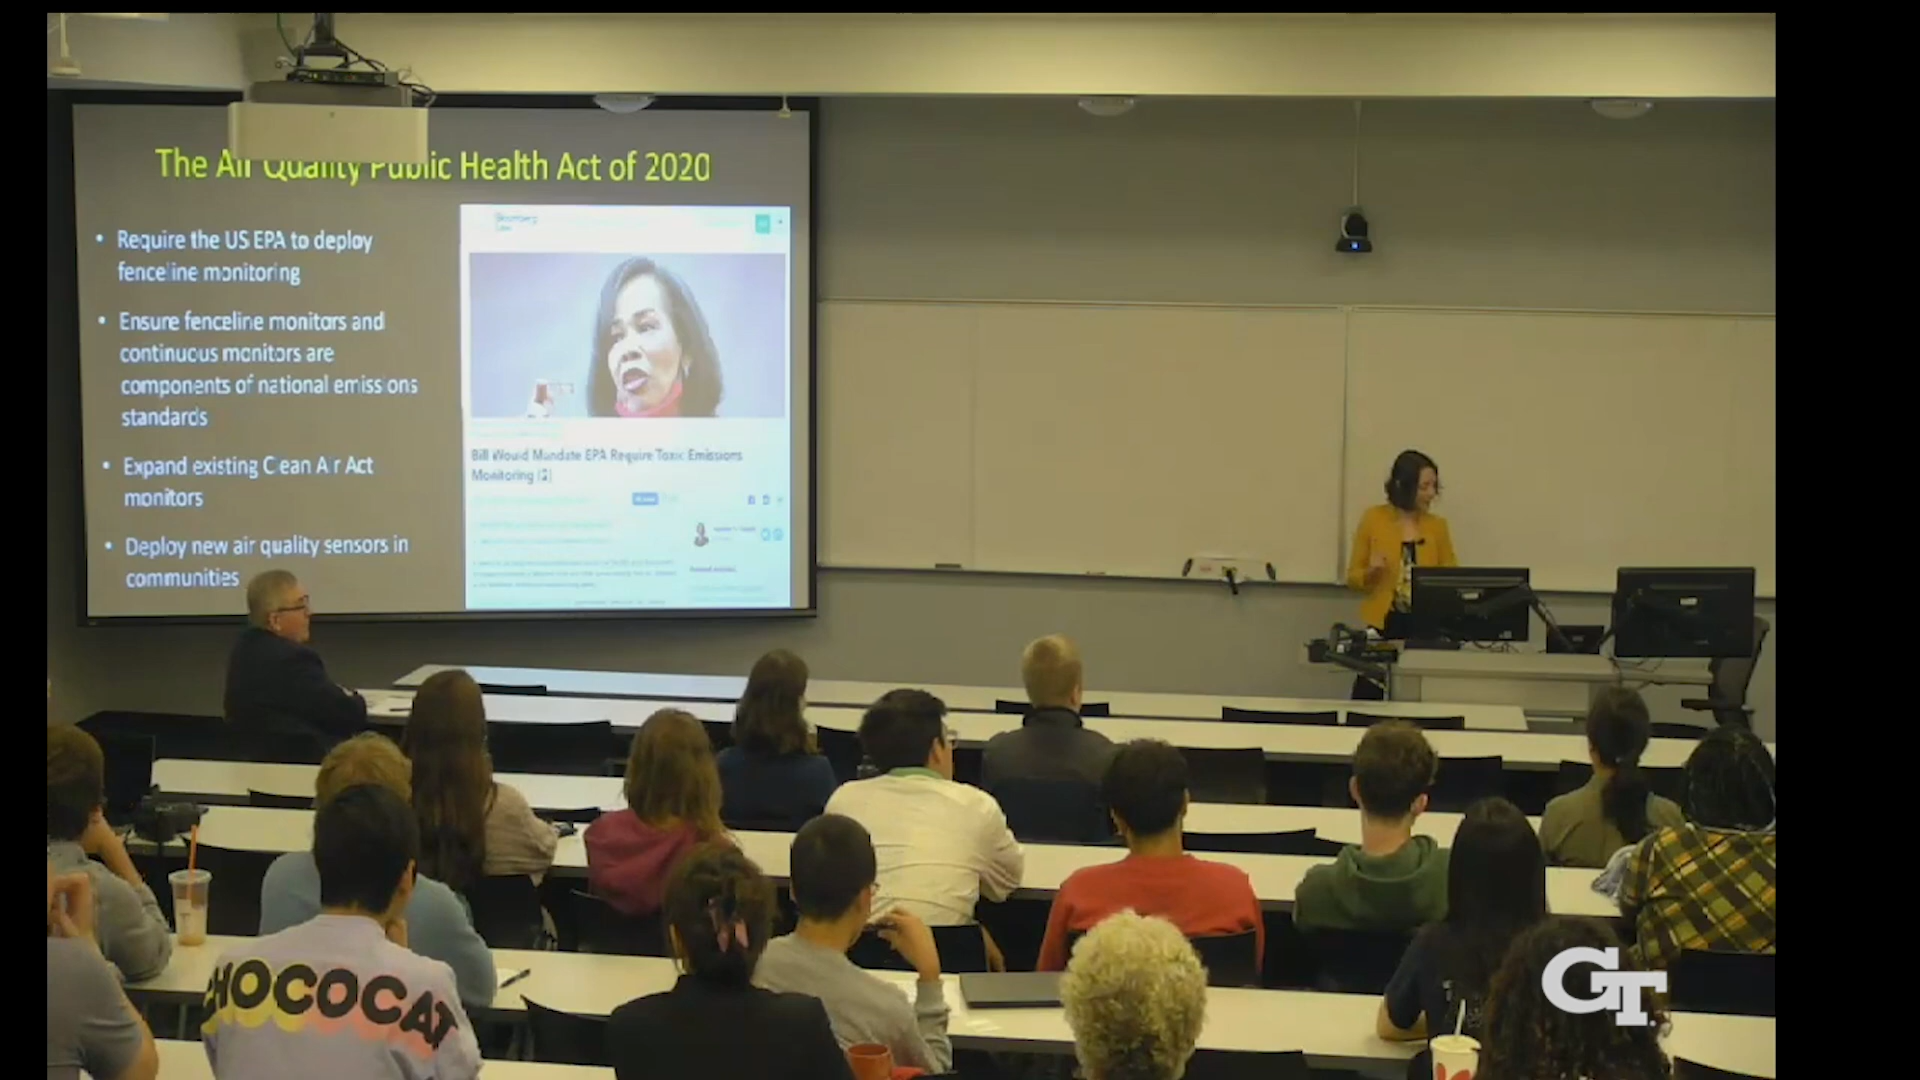 The Air Quality Public Health Act of 2020
• Require the US EPA to deploy
fenceline monitoring
• Ensure fenceline monitors and
continuous monitors are
components of national emissions
standards
• Expand existing Clean Air Act
monitors
• Deploy new air quality sensors in
communities
Bloomberg
Law
Bill Would Mandate EPA Require Toxic Emissions
Monitoring
CHOCOCAT
GT